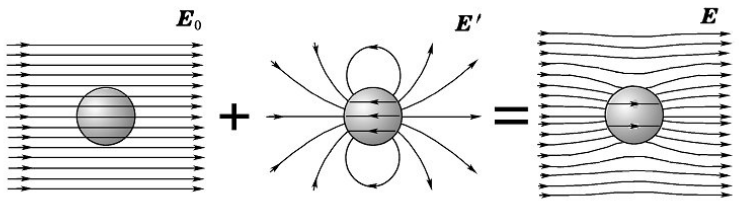 E₀
+
E′
=
E